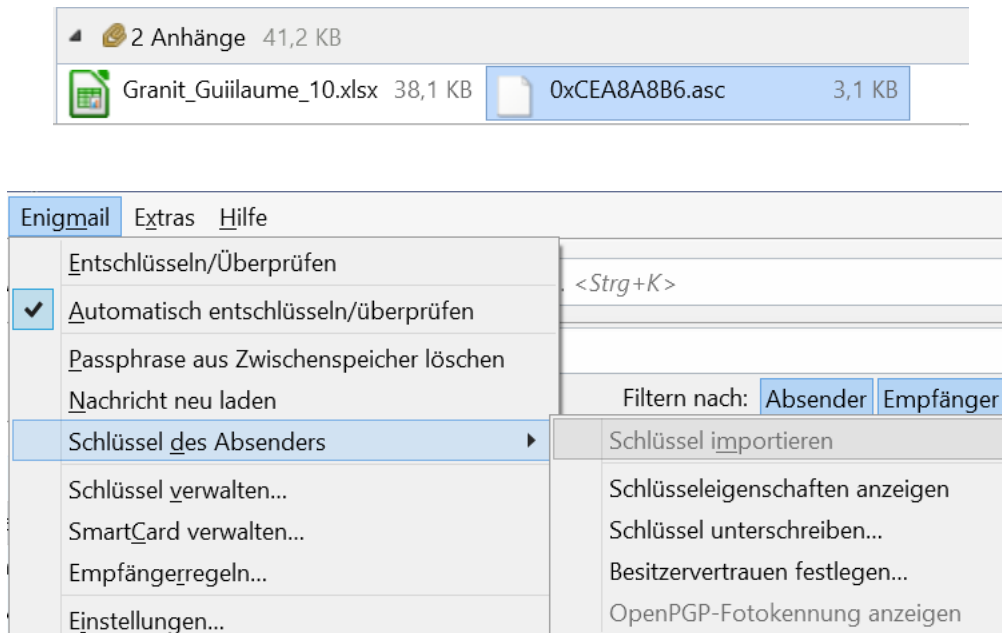 2 Anhänge 41,2 KB
Granit_Guiilaume_10.xlsx 38,1 KB 0xCEA8A8B6.asc 3,1 KB
Enigmail Extras Hilfe
Entschlüsseln/Überprüfen
. <Strg+K>
Automatisch entschlüsseln/überprüfen
Passphrase aus Zwischenspeicher löschen
Nachricht neu laden
Filtern nach: Absender Empfänger
Schlüssel des Absenders
Schlüssel importieren
Schlüssel verwalten...
Schlüsseleigenschaften anzeigen
SmartCard verwalten...
Schlüssel unterschreiben...
Empfängerregeln...
Besitzervertrauen festlegen...
Einstellungen...
OpenPGP-Fotokennung anzeigen